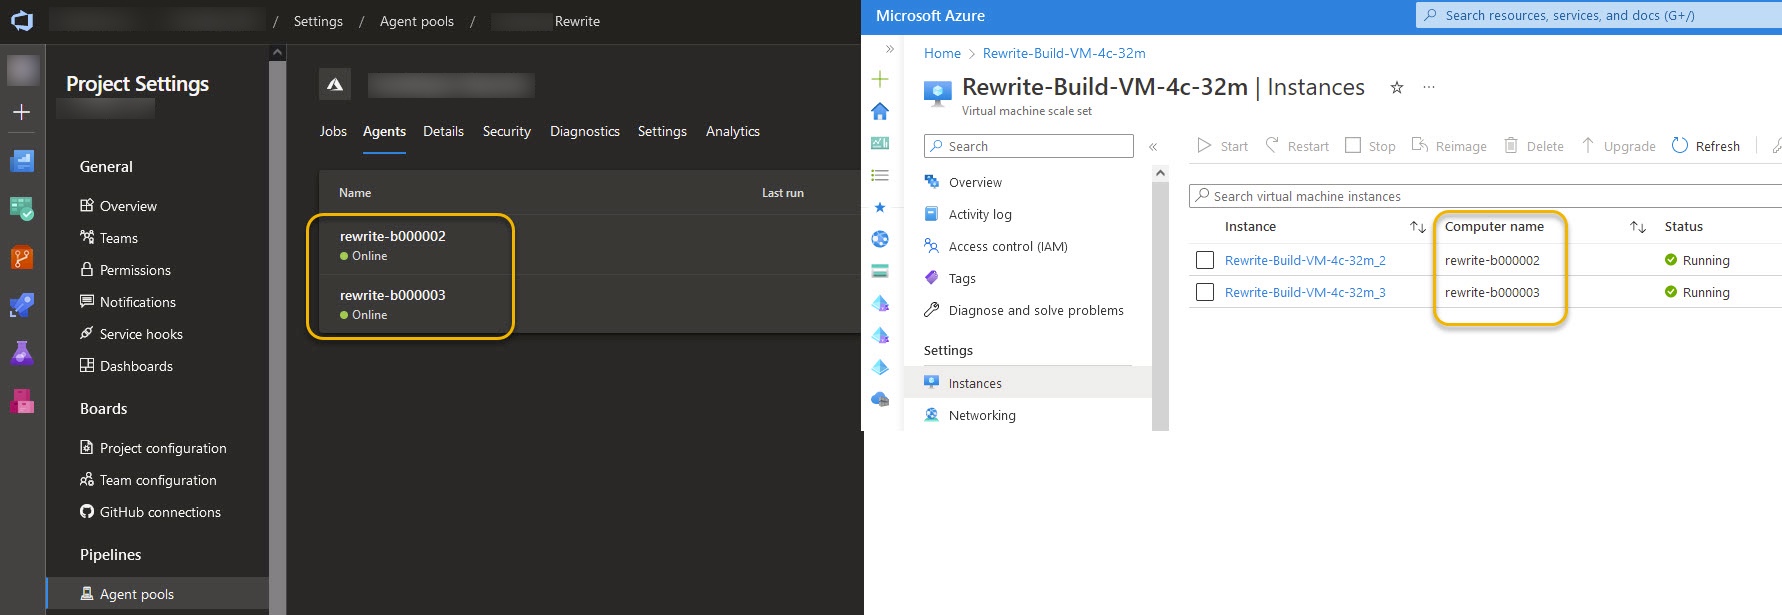 / Settings / Agent pools / Rewrite
Project Settings
General
Overview
Teams
Permissions
Notifications
Service hooks
Dashboards
Boards
Project configuration
Team configuration
GitHub connections
Pipelines
Agent pools
Jobs Agents Details Security Diagnostics Settings Analytics
Name Last run
rewrite-b000002
Online
rewrite-b000003
Online
Microsoft Azure
Search resources, services, and docs (G+/)
Home > Rewrite-Build-VM-4c-32m
Rewrite-Build-VM-4c-32m | Instances
Virtual machine scale set
Search
Overview
Activity log
Access control (IAM)
Tags
Diagnose and solve problems
Settings
Instances
Networking
Start Restart Stop Reimage Delete Upgrade Refresh
Search virtual machine instances
Instance Computer name Status
Rewrite-Build-VM-4c-32m_2 rewrite-b000002 Running
Rewrite-Build-VM-4c-32m_3 rewrite-b000003 Running